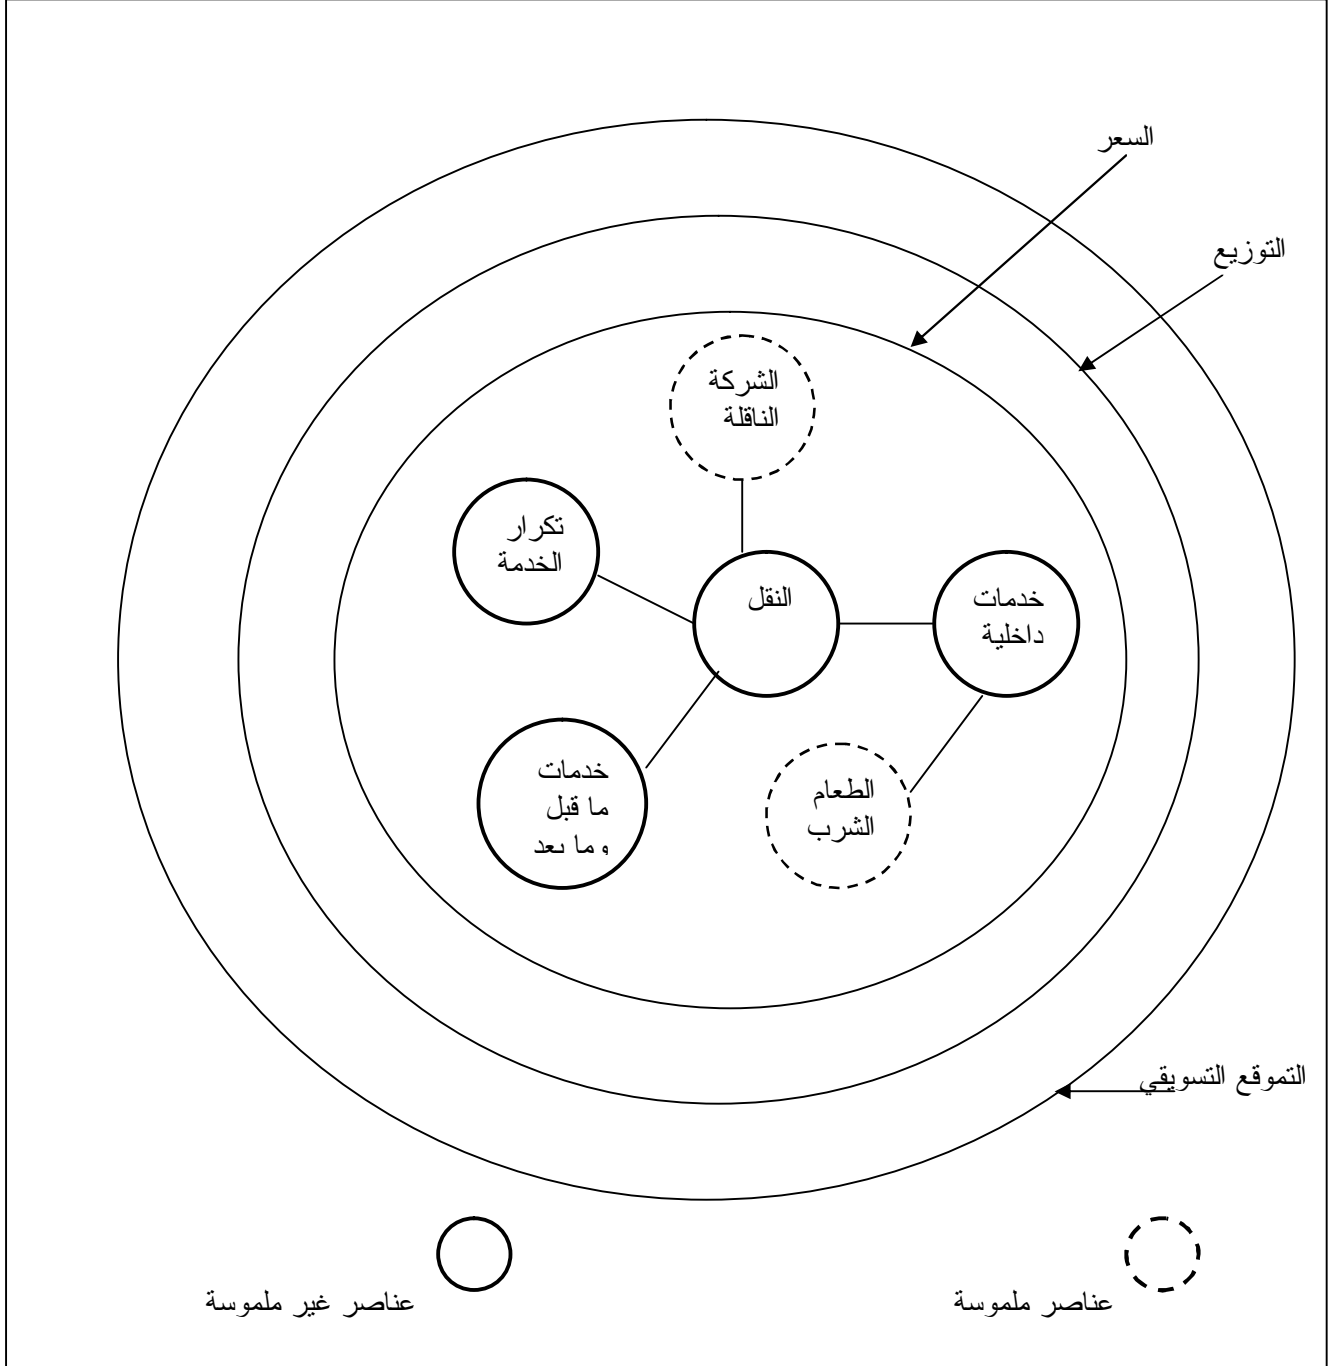 السعر
التوزيع
الشركة
الناقلة
تكرار
الخدمة
النقل
خدمات
داخلية
خدمات
ما قبل
وما بعد
الطعام
الشرب
التموقع التسويقي
عناصر ملموسة
عناصر غير ملموسة